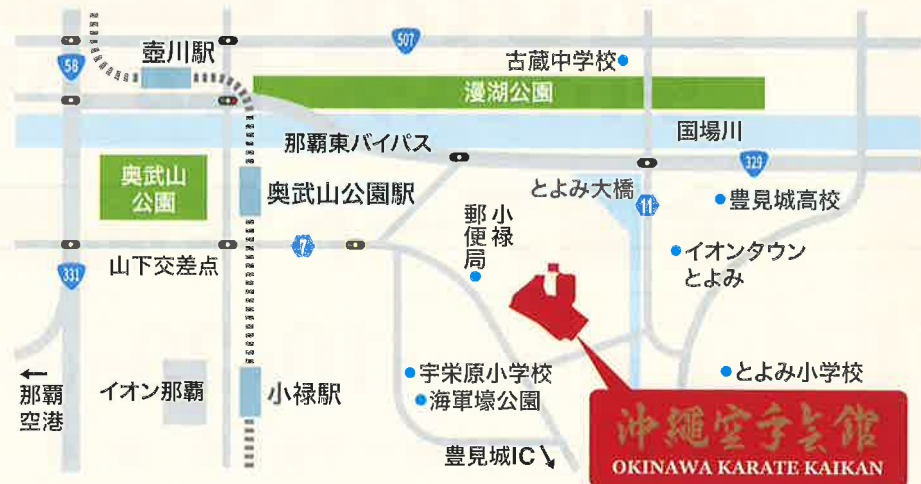 507
58
壺川駅
古蔵中学校
漫湖公園
国場川
那覇東バイパス
329
とよみ大橋
11
豊見城高校
奥武山
公園
奥武山公園駅
小禄
郵便局
イオンタウン
とよみ
7
山下交差点
331
那覇
空港
イオン那覇
小禄駅
宇栄原小学校
海軍壕公園
とよみ小学校
豊見城IC
沖縄空手会館
OKINAWA KARATE KAIKAN